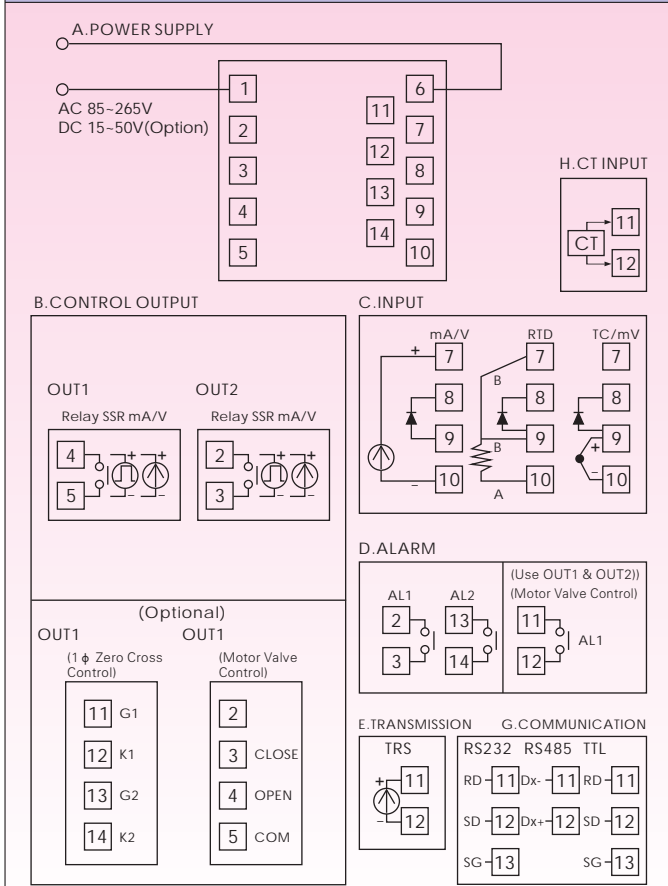 A.POWER SUPPLY
AC 85~265V
DC 15~50V(Option)
1 6
11
2 7
12
3 8
13
4 9
14
5 10
H.CT INPUT
CT
11
12
B.CONTROL OUTPUT
OUT1 OUT2
Relay SSR mA/V Relay SSR mA/V
4 + + 2 + +
5 − − 3 − −
(Optional)
OUT1 OUT1
(1ϕ Zero Cross Control)
11 G1
12 K1
13 G2
14 K2
(Motor Valve Control)
2
3 CLOSE
4 OPEN
5 COM
C.INPUT
mA/V RTD TC/mV
+ 7 7 7
B
8 8 8
9 B 9 9
+
− 10 A 10 − 10
D.ALARM
AL1 AL2
2 13
3 14
(Use OUT1 & OUT2))
(Motor Valve Control)
11
AL1
12
E.TRANSMISSION
TRS
+ 11
− 12
G.COMMUNICATION
RS232 RS485 TTL
RD 11 Dx- 11 RD 11
SD 12 Dx+ 12 SD 12
SG 13 SG 13